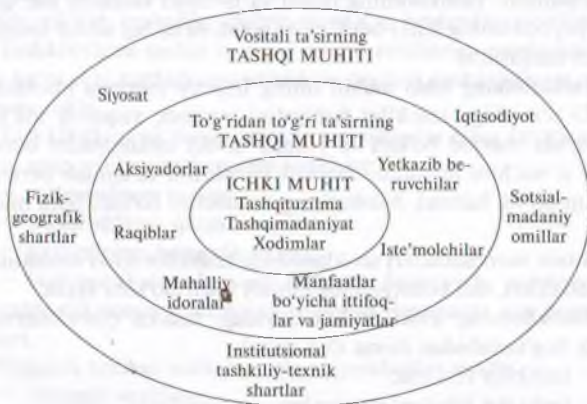 Vositali ta'sirning
TASHQI MUHITI
Siyosat
Iqtisodiyot
To'g'ridan to'g'ri ta'sirning
TASHQI MUHITI
Aksiyadorlar
Yetkazib be-
ruvchilar
ICHKI MUHIT
Tashqituzilma
Tashqimadaniyat
Xodimlar
Fizik-
geografik
shartlar
Raqiblar
Iste'molchilar
Sotsial-
madaniy
omillar
Mahalliy
idoralar
Manfaatlar
bo'yicha ittifoq-
lar va jamiyatlar
Institutsional
tashkiliy-texnik
shartlar